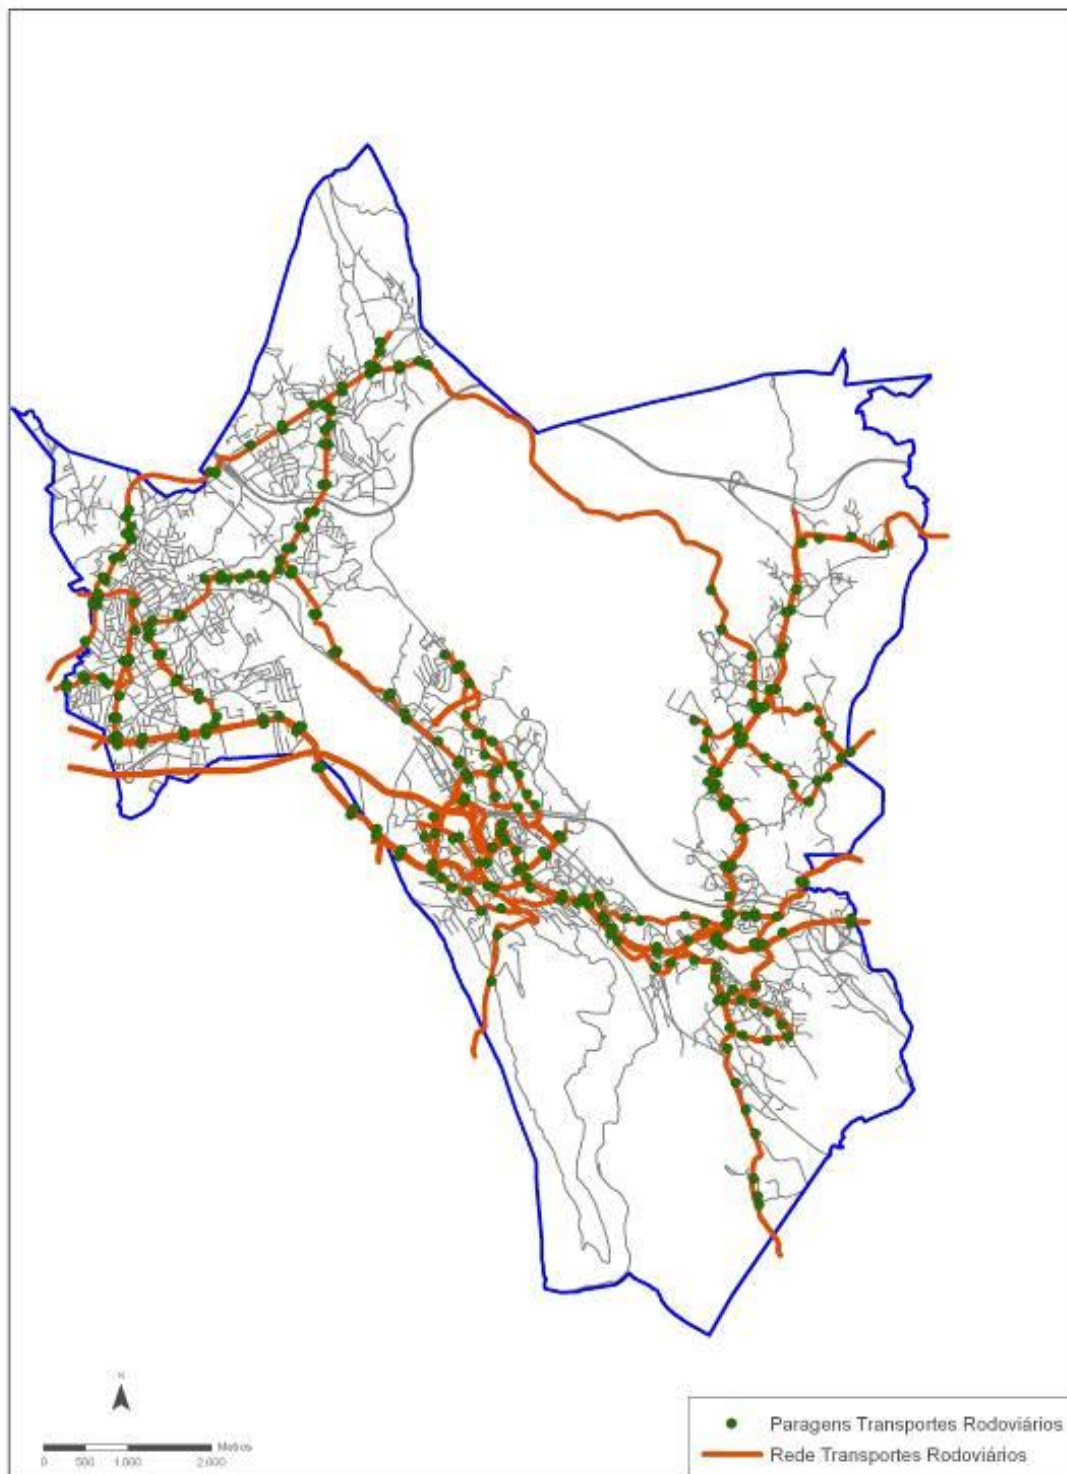 N
Metros
0 500 1.000 2.000
Paragens Transportes Rodoviários
Rede Transportes Rodoviários